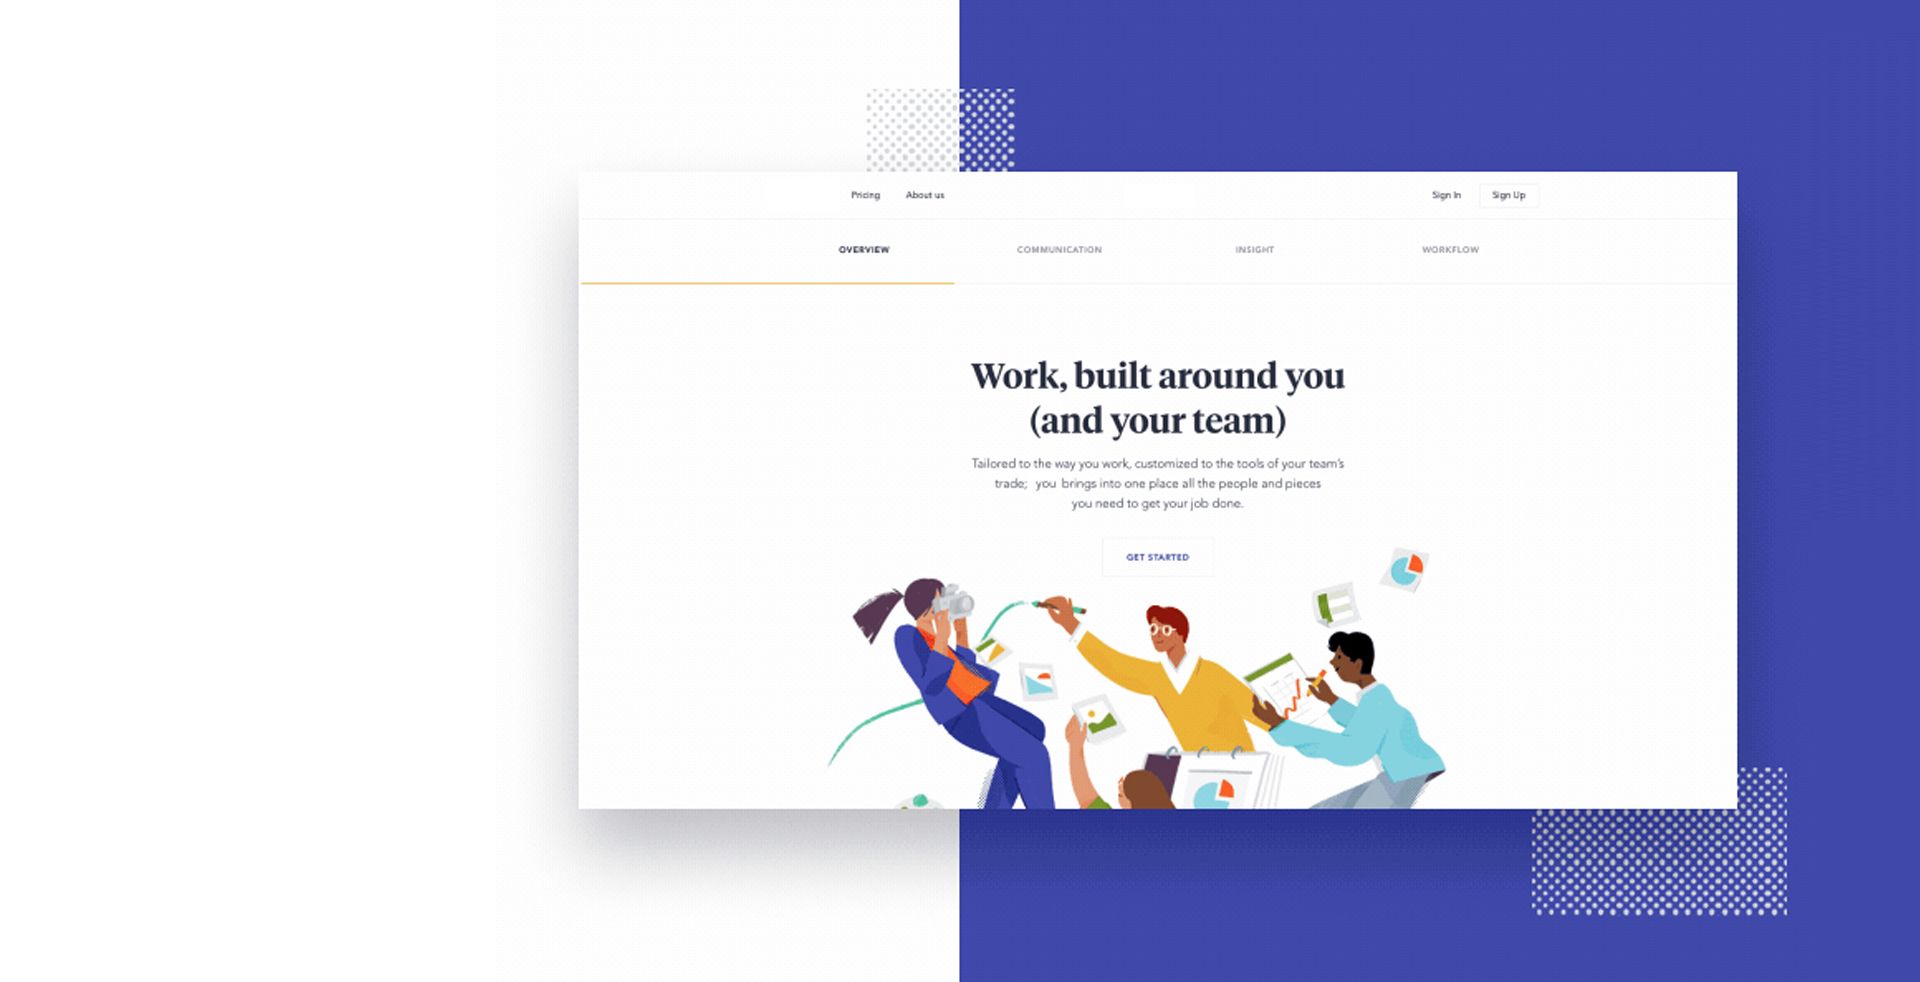 Pricing About us Sign In Sign Up
OVERVIEW COMMUNICATION INSIGHT WORKFLOW
Work, built around you
(and your team)
Tailored to the way you work, customized to the tools of your team's
trade; you brings into one place all the people and pieces
you need to get your job done.
GET STARTED